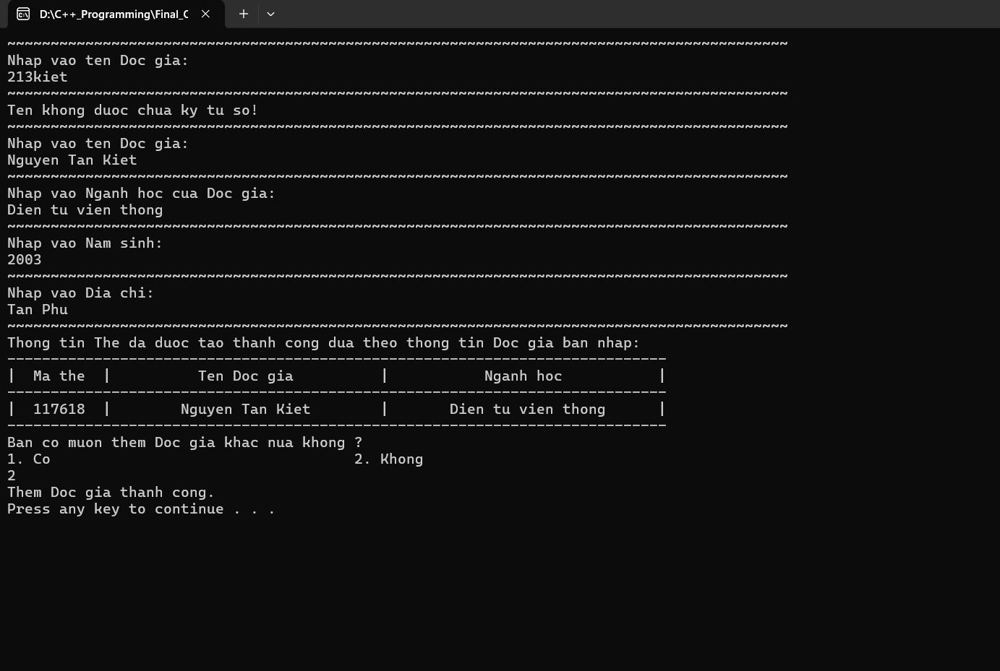 D:\C++_Programming\Final_C
~~~~~~~~~~~~~~~~~~~~~~~~~~~~~~~~~~~~~~~~~~~~~~~~~~~~~~~~~~~~~~~~~~~~~~~~~~~~~~~~~~~~~~~~~~
Nhap vao ten Doc gia:
213kiet
~~~~~~~~~~~~~~~~~~~~~~~~~~~~~~~~~~~~~~~~~~~~~~~~~~~~~~~~~~~~~~~~~~~~~~~~~~~~~~~~~~~~~~~~~~
Ten khong duoc chua ky tu so!
~~~~~~~~~~~~~~~~~~~~~~~~~~~~~~~~~~~~~~~~~~~~~~~~~~~~~~~~~~~~~~~~~~~~~~~~~~~~~~~~~~~~~~~~~~
Nhap vao ten Doc gia:
Nguyen Tan Kiet
~~~~~~~~~~~~~~~~~~~~~~~~~~~~~~~~~~~~~~~~~~~~~~~~~~~~~~~~~~~~~~~~~~~~~~~~~~~~~~~~~~~~~~~~~~
Nhap vao Nganh hoc cua Doc gia:
Dien tu vien thong
~~~~~~~~~~~~~~~~~~~~~~~~~~~~~~~~~~~~~~~~~~~~~~~~~~~~~~~~~~~~~~~~~~~~~~~~~~~~~~~~~~~~~~~~~~
Nhap vao Nam sinh:
2003
~~~~~~~~~~~~~~~~~~~~~~~~~~~~~~~~~~~~~~~~~~~~~~~~~~~~~~~~~~~~~~~~~~~~~~~~~~~~~~~~~~~~~~~~~~
Nhap vao Dia chi:
Tan Phu
~~~~~~~~~~~~~~~~~~~~~~~~~~~~~~~~~~~~~~~~~~~~~~~~~~~~~~~~~~~~~~~~~~~~~~~~~~~~~~~~~~~~~~~~~~
Thong tin The da duoc tao thanh cong dua theo thong tin Doc gia ban nhap:
----------------------------------------------------------------------------
|  Ma the  |          Ten Doc gia          |           Nganh hoc           |
----------------------------------------------------------------------------
|  117618  |        Nguyen Tan Kiet        |       Dien tu vien thong      |
----------------------------------------------------------------------------
Ban co muon them Doc gia khac nua khong ?
1. Co                                   2. Khong
2
Them Doc gia thanh cong.
Press any key to continue . . .